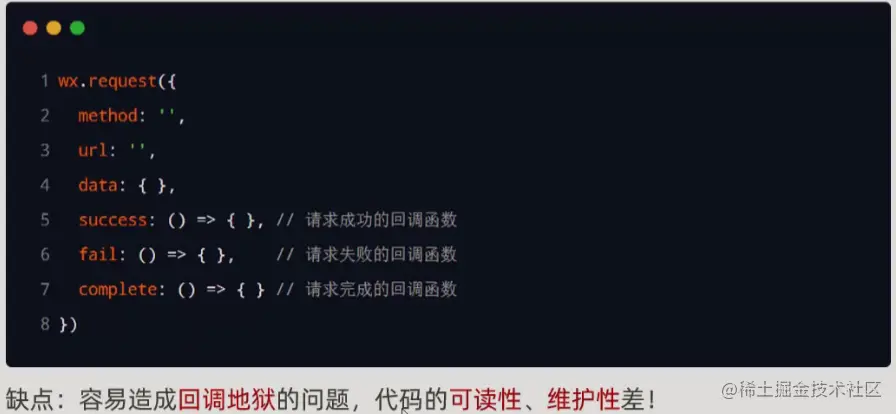 1 wx.request({
2 method: '',
3 url: '',
4 data: { },
5 success: () => { }, // 请求成功的回调函数
6 fail: () => { }, // 请求失败的回调函数
7 complete: () => { } // 请求完成的回调函数
8 })
缺点：容易造成回调地狱的问题，代码的可读性、维护性差！
@稀土掘金技术社区